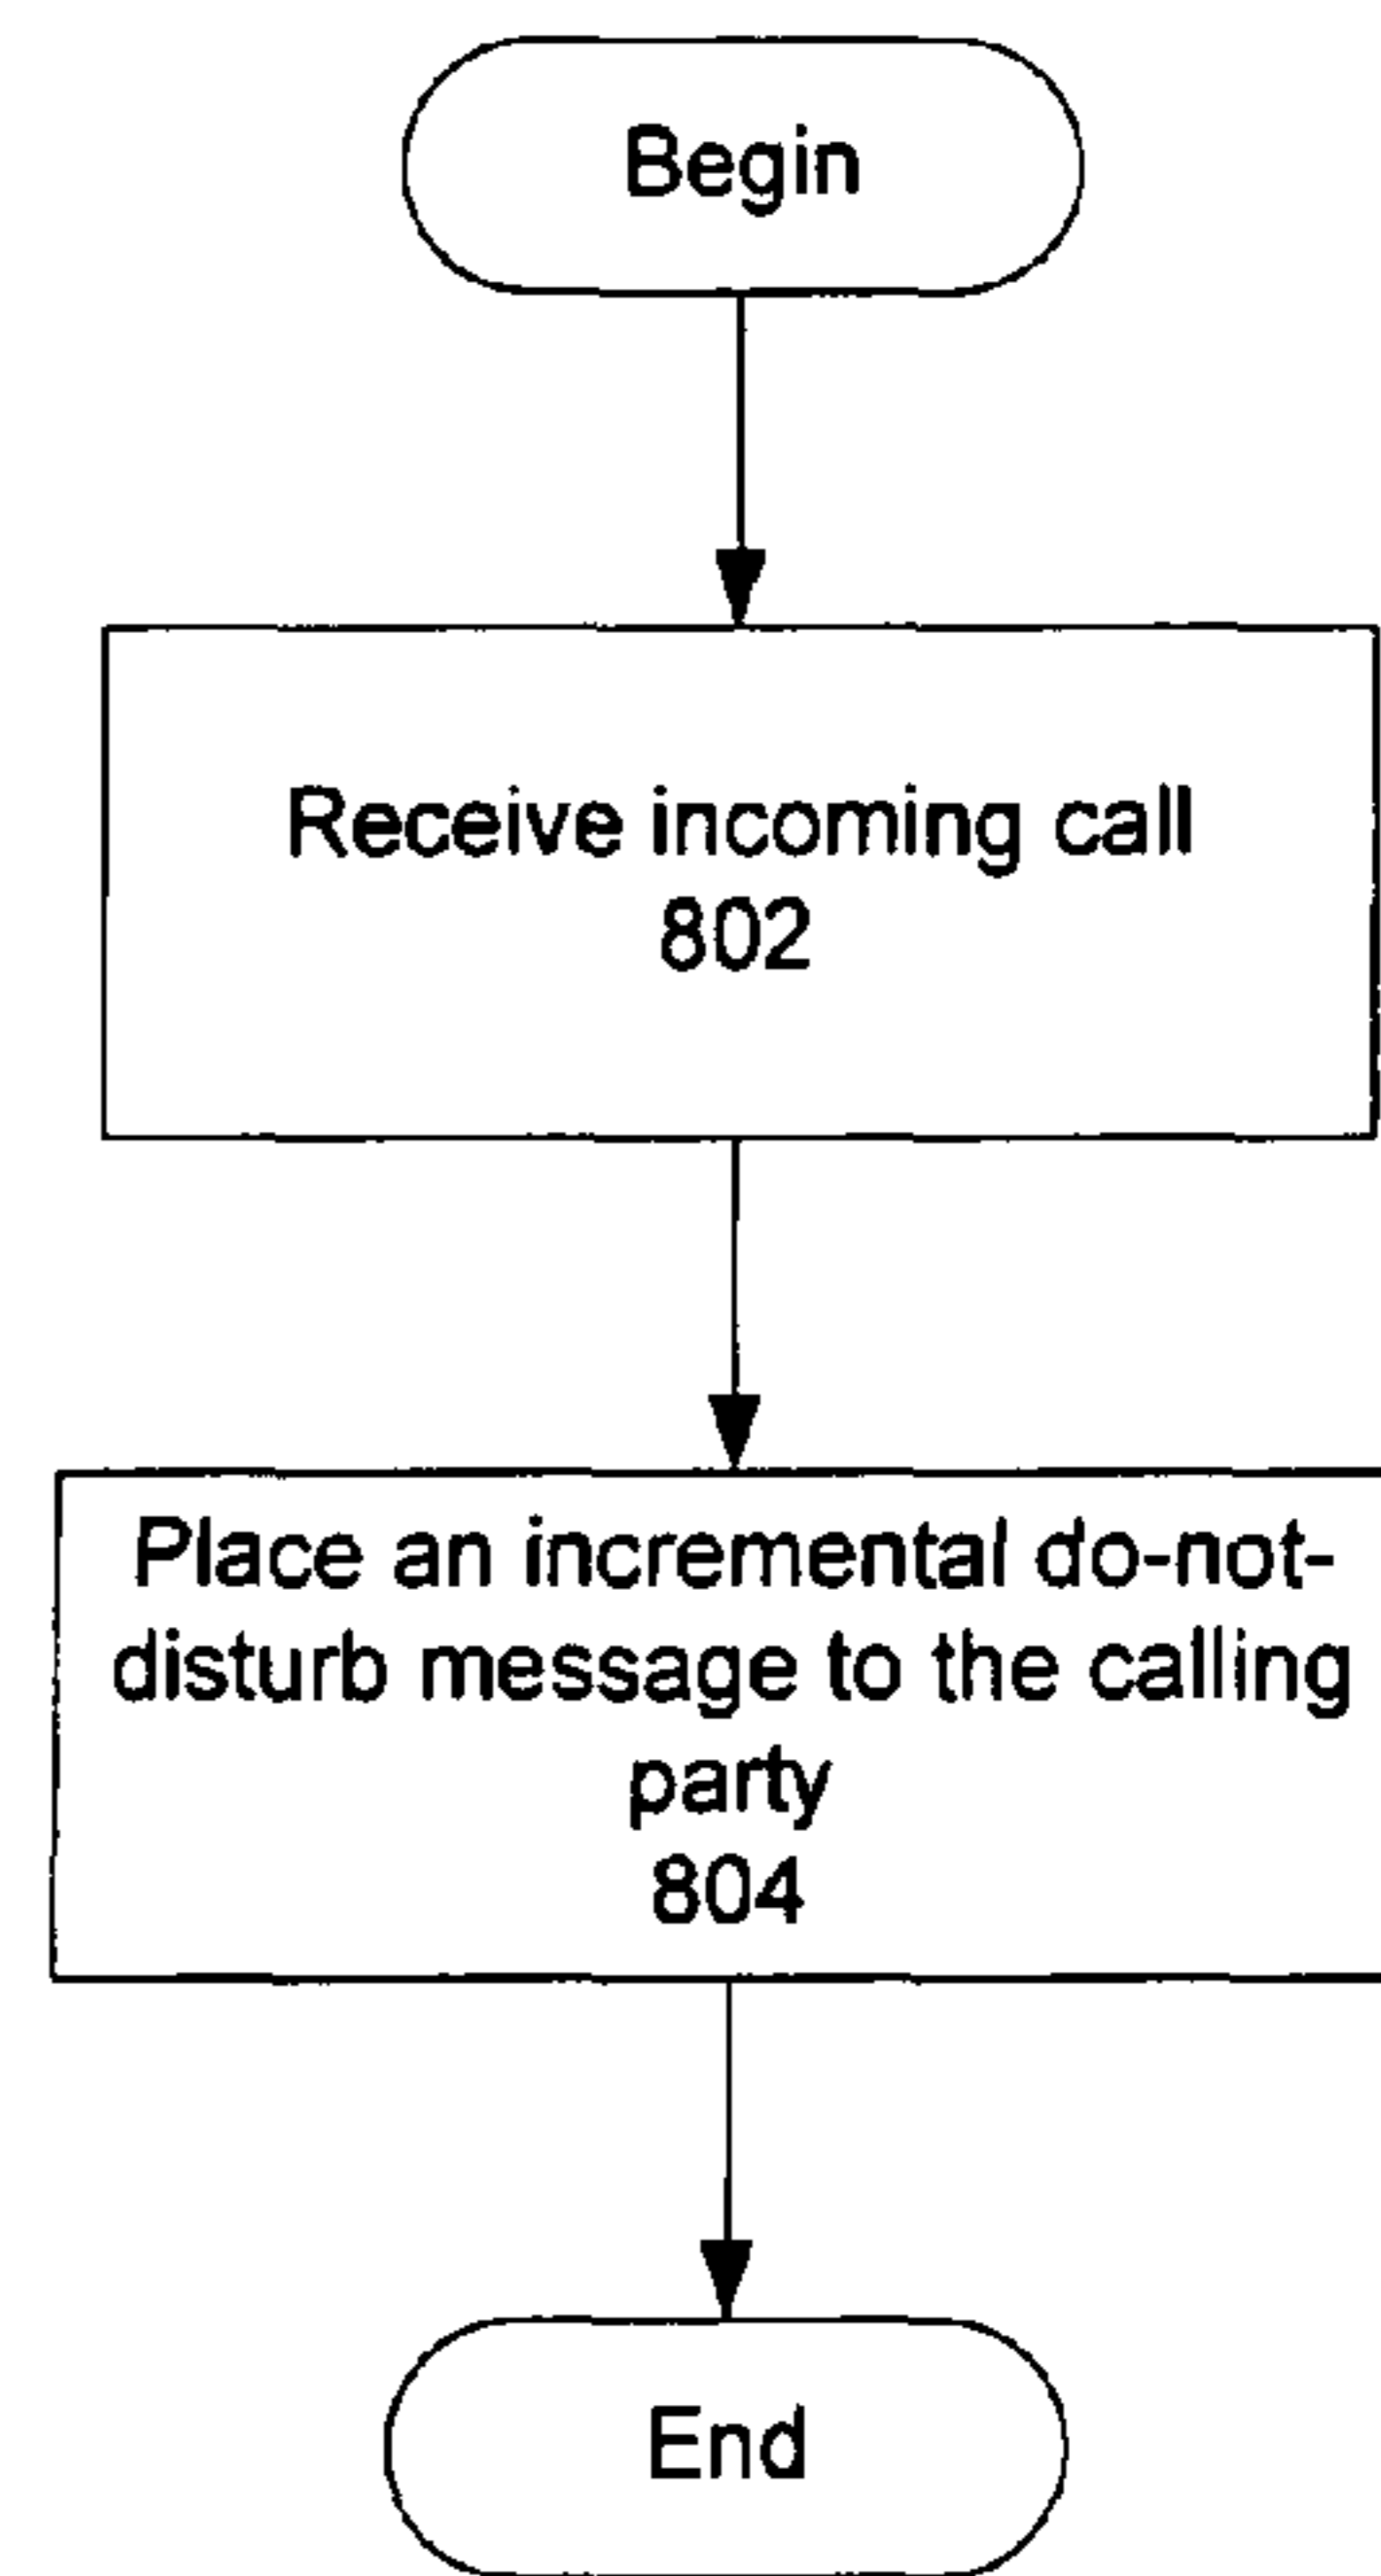 Begin
Receive incoming call
802
Place an incremental do-not-
disturb message to the calling
party
804
End